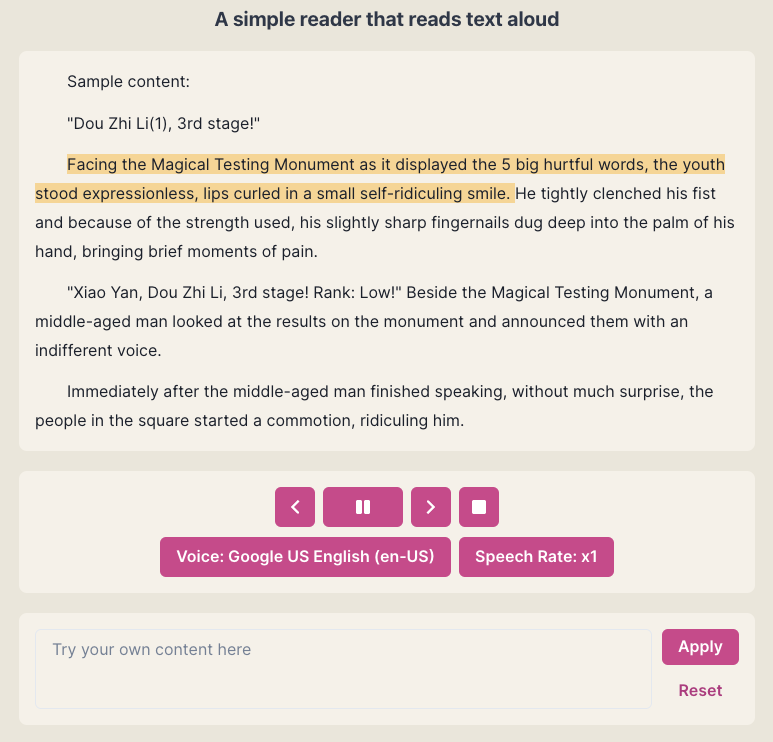 A simple reader that reads text aloud
Sample content:
"Dou Zhi Li(1), 3rd stage!"
Facing the Magical Testing Monument as it displayed the 5 big hurtful words, the youth
stood expressionless, lips curled in a small self-ridiculing smile. He tightly clenched his fist
and because of the strength used, his slightly sharp fingernails dug deep into the palm of his
hand, bringing brief moments of pain.
"Xiao Yan, Dou Zhi Li, 3rd stage! Rank: Low!" Beside the Magical Testing Monument, a
middle-aged man looked at the results on the monument and announced them with an
indifferent voice.
Immediately after the middle-aged man finished speaking, without much surprise, the
people in the square started a commotion, ridiculing him.
Voice: Google US English (en-US)
Speech Rate: x1
Try your own content here
Apply
Reset